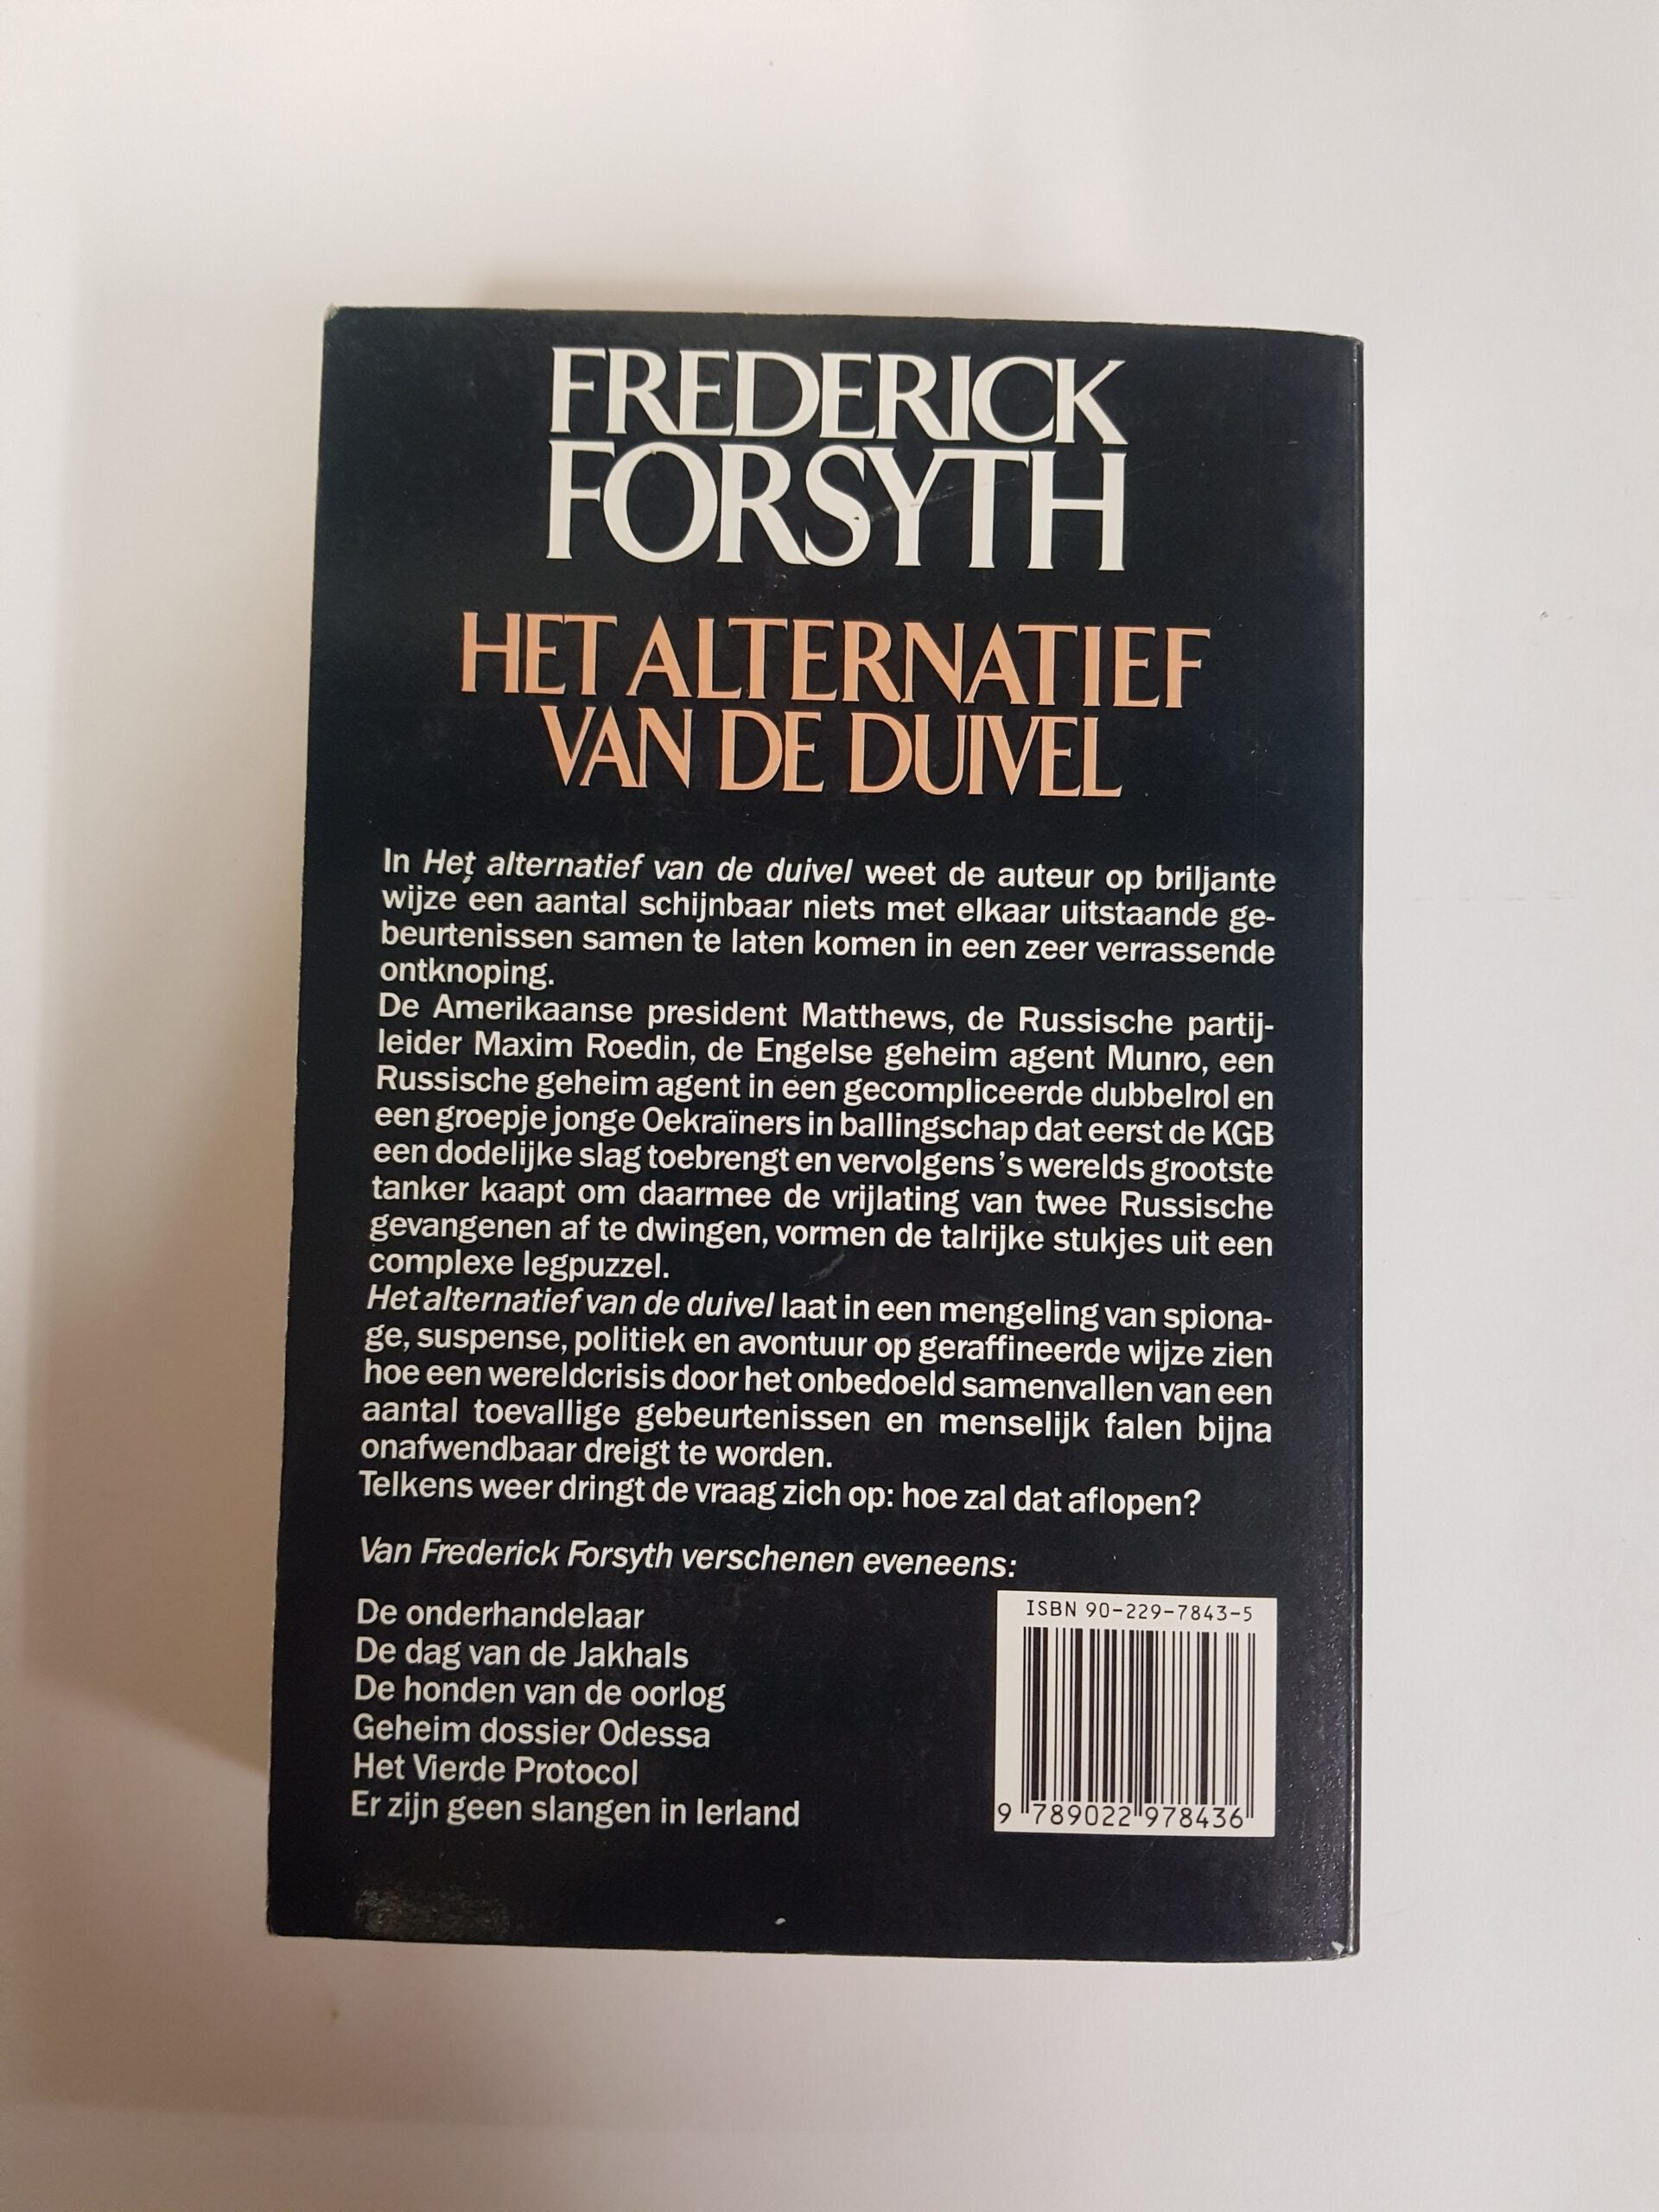 FREDERICK
FORSYTH
HET ALTERNATIEF
VAN DE DUIVEL
In Het alternatief van de duivel weet de auteur op briljante
wijze een aantal schijnbaar niets met elkaar uitstaande ge-
beurtenissen samen te laten komen in een zeer verrassende
ontknoping.
De Amerikaanse president Matthews, de Russische partij-
leider Maxim Roedin, de Engelse geheim agent Munro, een
Russische geheim agent in een gecompliceerde dubbelrol en
een groepje jonge Oekraïners in ballingschap dat eerst de KGB
een dodelijke slag toebrengt en vervolgens 's werelds grootste
tanker kaapt om daarmee de vrijlating van twee Russische
gevangenen af te dwingen, vormen de talrijke stukjes uit een
complexe legpuzzel.
Het alternatief van de duivel laat in een mengeling van spiona-
ge, suspense, politiek en avontuur op geraffineerde wijze zien
hoe een wereldcrisis door het onbedoeld samenvallen van een
aantal toevallige gebeurtenissen en menselijk falen bijna
onafwendbaar dreigt te worden.
Telkens weer dringt de vraag zich op: hoe zal dat aflopen?
Van Frederick Forsyth verschenen eveneens:
De onderhandelaar
De dag van de Jakhals
De honden van de oorlog
Geheim dossier Odessa
Het Vierde Protocol
Er zijn geen slangen in Ierland
ISBN 90-229-7843-5
9 789022 978436